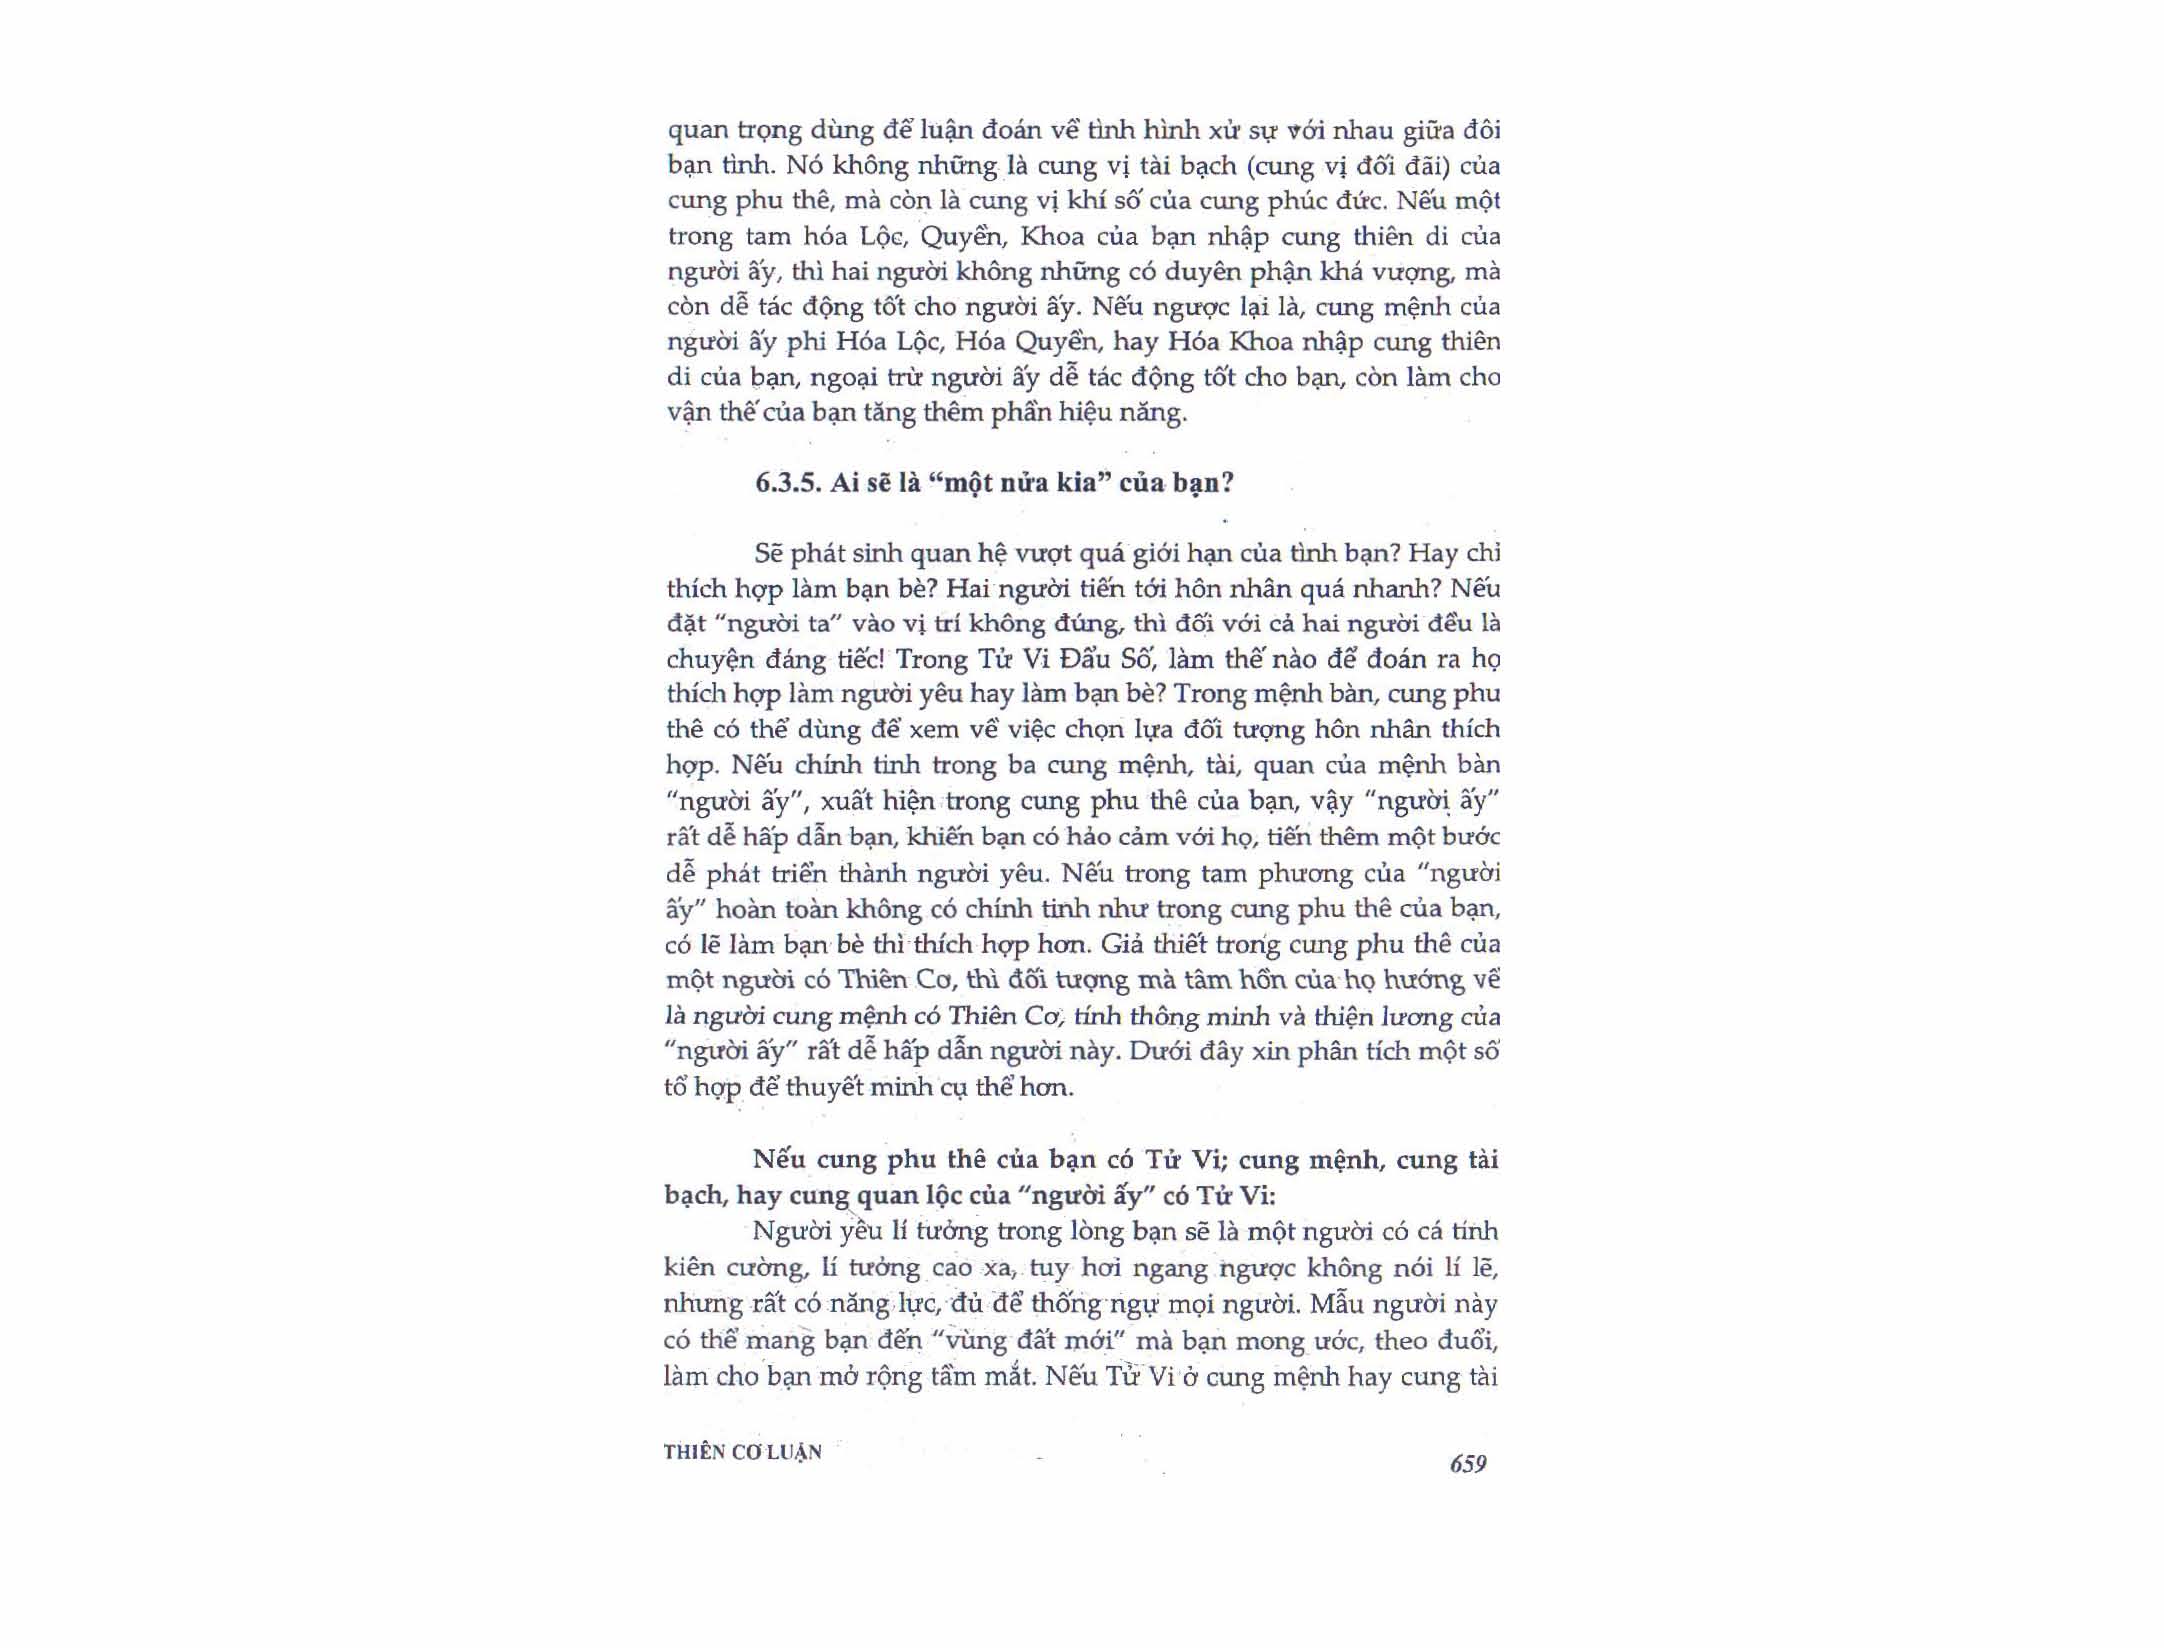 quan trọng dùng để luận đoán về tình hình xử sự với nhau giữa đôi
bạn tình. Nó không những là cung vị tài bạch (cung vị đối đãi) của
cung phu thê, mà còn là cung vị khí số của cung phúc đức. Nếu một
trong tam hóa Lộc, Quyền, Khoa của bạn nhập cung thiên di của
người ấy, thì hai người không những có duyên phận khá vượng, mà
còn dễ tác động tốt cho người ấy. Nếu ngược lại là, cung mệnh của
người ấy phi Hóa Lộc, Hóa Quyền, hay Hóa Khoa nhập cung thiên
di của bạn, ngoại trừ người ấy dễ tác động tốt cho bạn, còn làm cho
vận thế của bạn tăng thêm phần hiệu năng.
6.3.5. Ai sẽ là “một nửa kia” của bạn?
Sẽ phát sinh quan hệ vượt quá giới hạn của tình bạn? Hay chỉ
thích hợp làm bạn bè? Hai người tiến tới hôn nhân quá nhanh? Nếu
đặt "người ta" vào vị trí không đúng, thì đối với cả hai người đều là
chuyện đáng tiếc! Trong Tử Vi Đẩu Số, làm thế nào để đoán ra họ
thích hợp làm người yêu hay làm bạn bè? Trong mệnh bàn, cung phu
thê có thể dùng để xem về việc chọn lựa đối tượng hôn nhân thích
hợp. Nếu chính tinh trong ba cung mệnh, tài, quan của mệnh bàn
"người ấy", xuất hiện trong cung phu thê của bạn, vậy "người ấy"
rất dễ hấp dẫn bạn, khiến bạn có hảo cảm với họ, tiến thêm một bước
dễ phát triển thành người yêu. Nếu trong tam phương của "người
ấy" hoàn toàn không có chính tinh như trong cung phu thê của bạn,
có lẽ làm bạn bè thì thích hợp hơn. Giả thiết trong cung phu thê của
một người có Thiên Cơ, thì đối tượng mà tâm hồn của họ hướng về
là người cung mệnh có Thiên Cơ, tính thông minh và thiện lương của
"người ấy" rất dễ hấp dẫn người này. Dưới đây xin phân tích một số
tổ hợp để thuyết minh cụ thể hơn.
Nếu cung phu thê của bạn có Tử Vi; cung mệnh, cung tài
bạch, hay cung quan lộc của "người ấy" có Tử Vi:
Người yêu lí tưởng trong lòng bạn sẽ là một người có cá tính
kiên cường, lí tưởng cao xa, tuy hơi ngang ngược không nói lí lẽ,
nhưng rất có năng lực, đủ để thống ngự mọi người. Mẫu người này
có thể mang bạn đến "vùng đất mới" mà bạn mong ước, theo đuổi,
làm cho bạn mở rộng tầm mắt. Nếu Tử Vi ở cung mệnh hay cung tài
THIÊN CƠ LUẬN
659